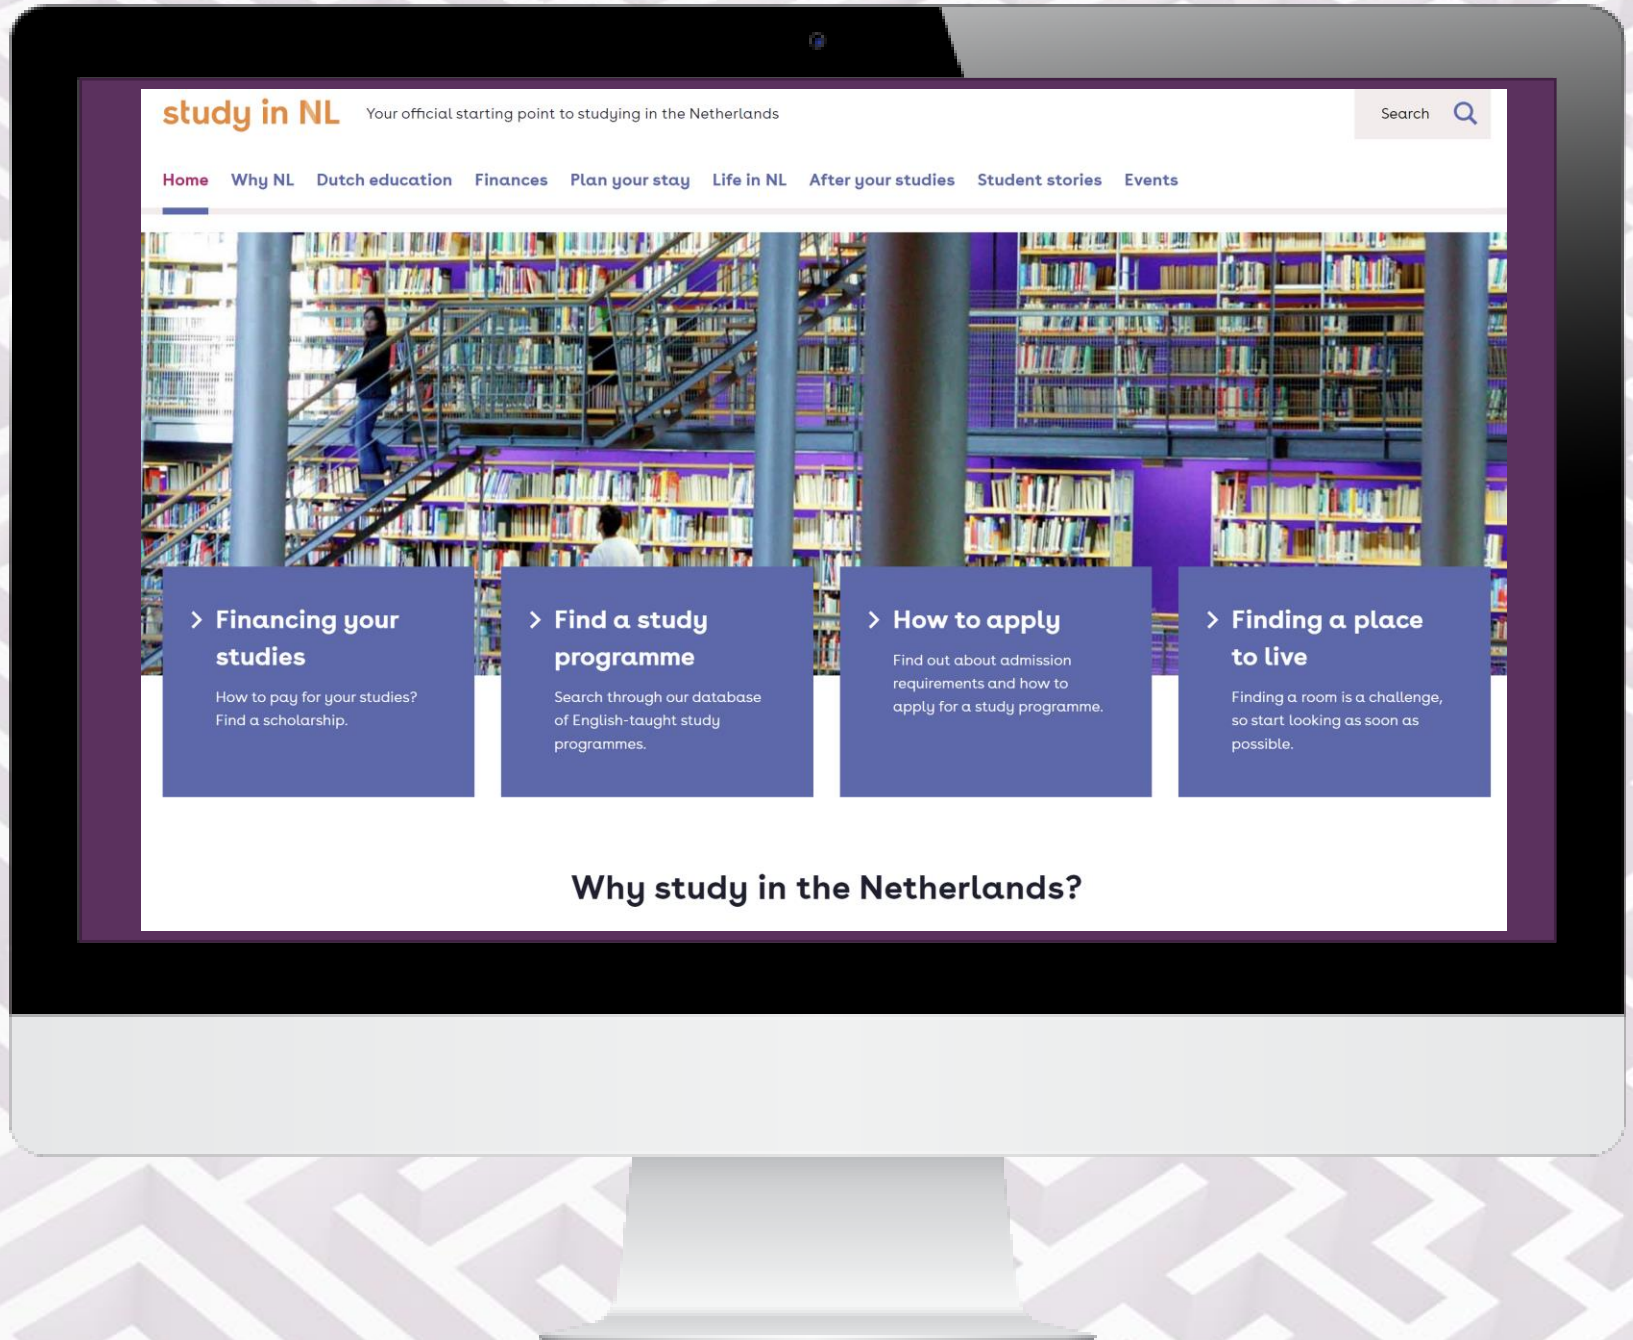 study in NL
Your official starting point to studying in the Netherlands
Search
Home Why NL Dutch education Finances Plan your stay Life in NL After your studies Student stories Events
Financing your
studies
How to pay for your studies?
Find a scholarship.
Find a study
programme
Search through our database
of English-taught study
programmes.
How to apply
Find out about admission
requirements and how to
apply for a study programme.
Finding a place
to live
Finding a room is a challenge,
so start looking as soon as
possible.
Why study in the Netherlands?